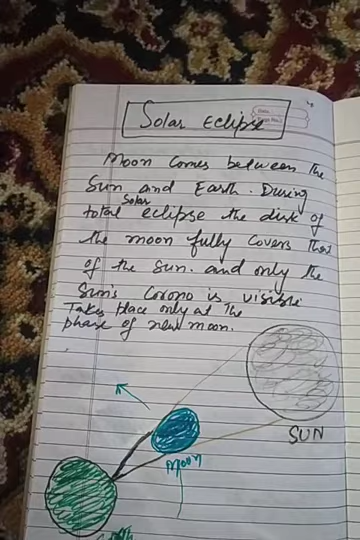 Solar eclipse
Moon comes between the
Sun and Earth. During
total solar eclipse the disk of
the moon fully covers that
of the Sun. and only the
Sun's Corono is visible
Takes place only at the
phase of new moon.
SUN
Moon